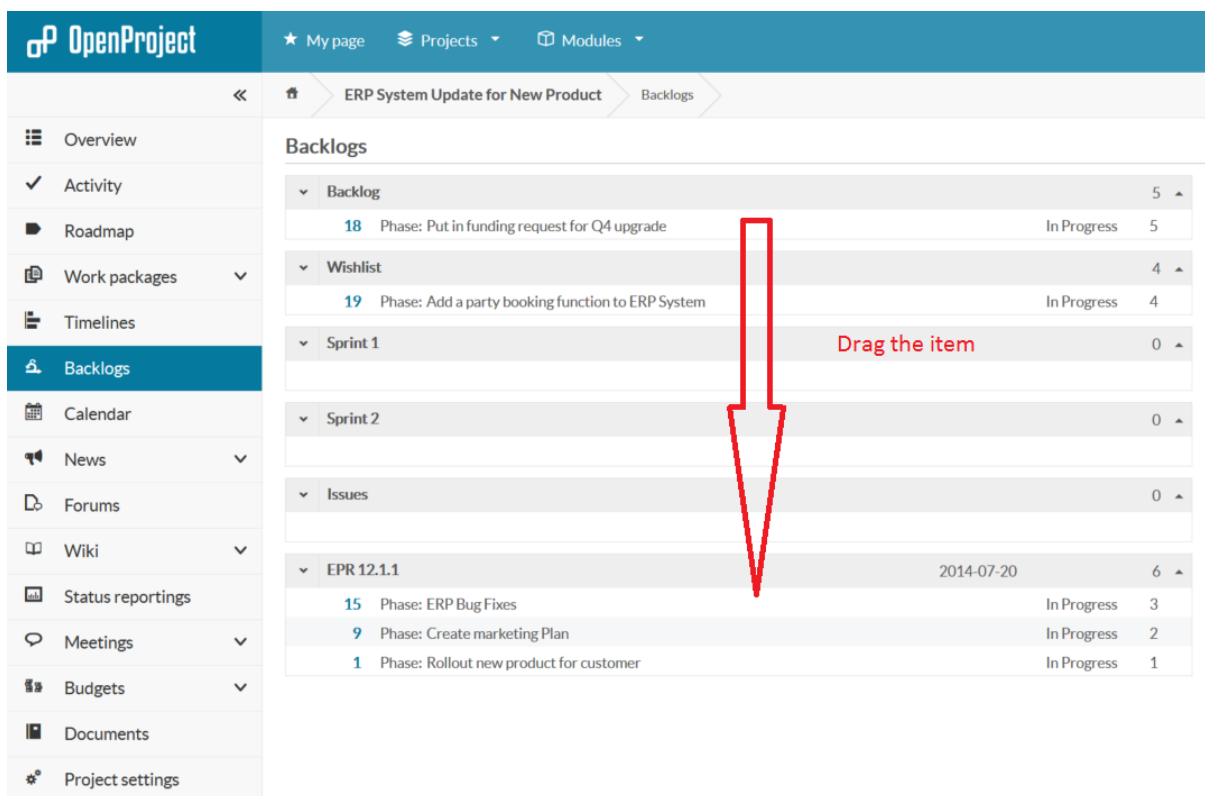 OpenProject
My page Projects Modules
ERP System Update for New Product Backlogs
Overview
Activity
Roadmap
Work packages
Timelines
Backlogs
Calendar
News
Forums
Wiki
Status reportings
Meetings
Budgets
Documents
Project settings
Backlogs
Backlog 5
18 Phase: Put in funding request for Q4 upgrade In Progress 5
Wishlist 4
19 Phase: Add a party booking function to ERP System In Progress 4
Sprint 1 0
Drag the item
Sprint 2 0
Issues 0
EPR 12.1.1 2014-07-20 6
15 Phase: ERP Bug Fixes In Progress 3
9 Phase: Create marketing Plan In Progress 2
1 Phase: Rollout new product for customer In Progress 1